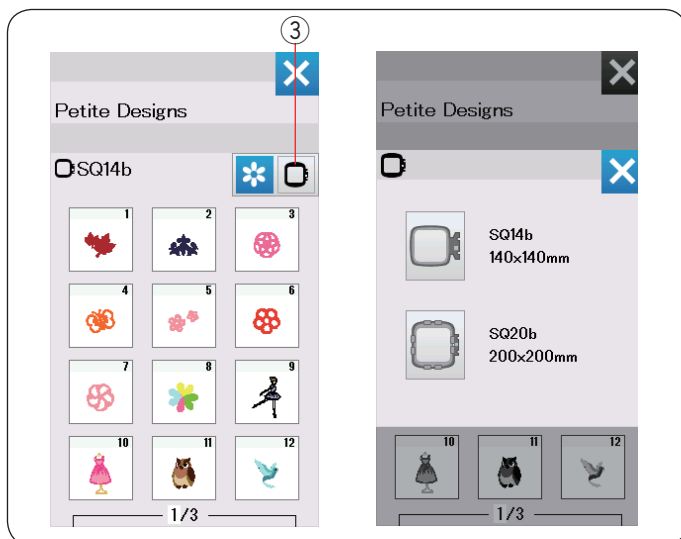 ③
Petite Designs
SQ14b
1 2 3
4 5 6
7 8 9
10 11 12
1/3
Petite Designs
SQ14b
140x140mm
SQ20b
200x200mm
10 11 12
1/3